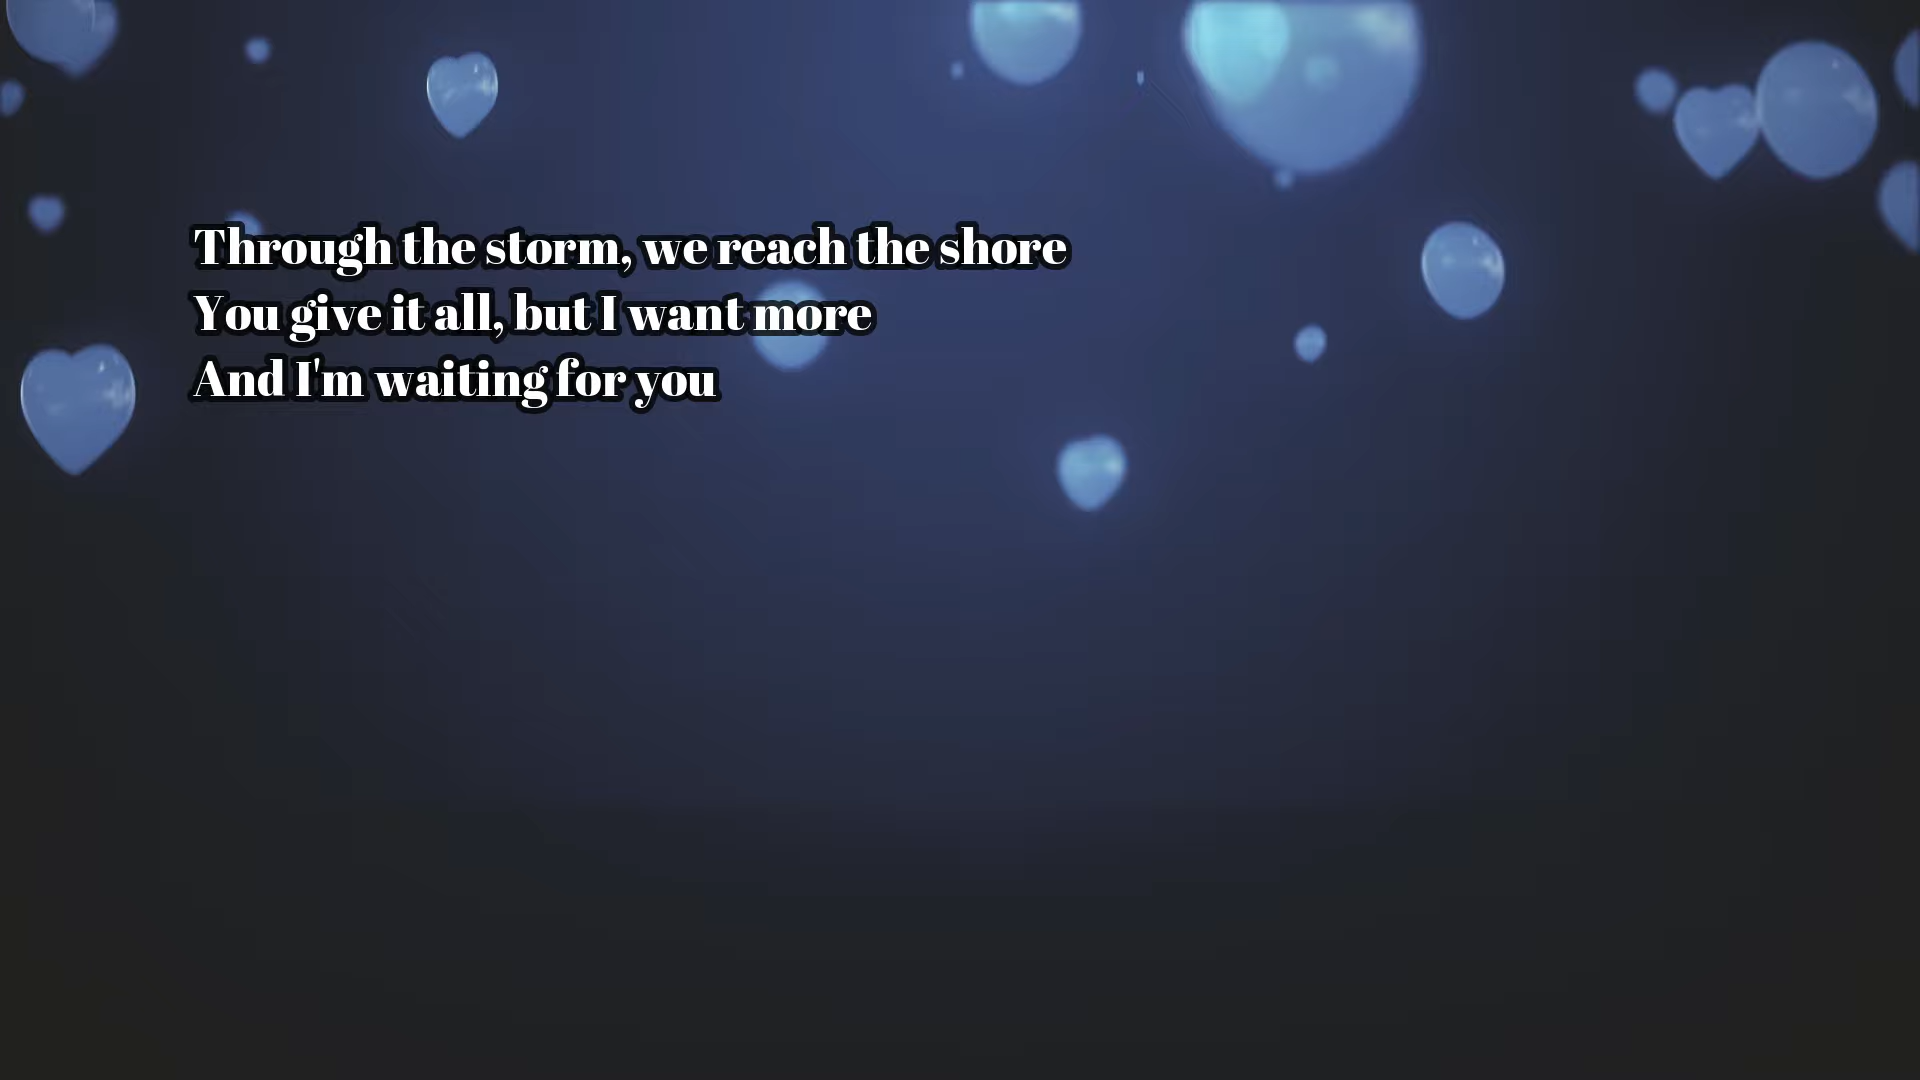 Through the storm, we reach the shore
You give it all, but I want more
And I'm waiting for you